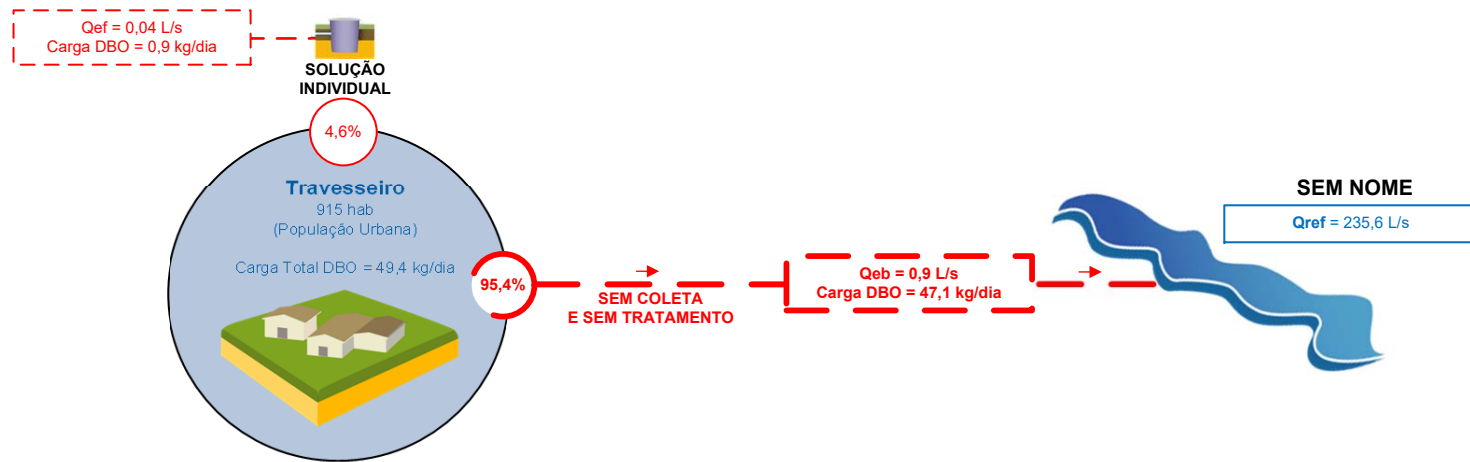 Qef = 0,04 L/s
Carga DBO = 0,9 kg/dia
SOLUÇÃO
INDIVIDUAL
4,6%
Travesseiro
915 hab
(População Urbana)
Carga Total DBO = 49,4 kg/dia
95,4%
SEM COLETA
E SEM TRATAMENTO
Qeb = 0,9 L/s
Carga DBO = 47,1 kg/dia
SEM NOME
Qref = 235,6 L/s